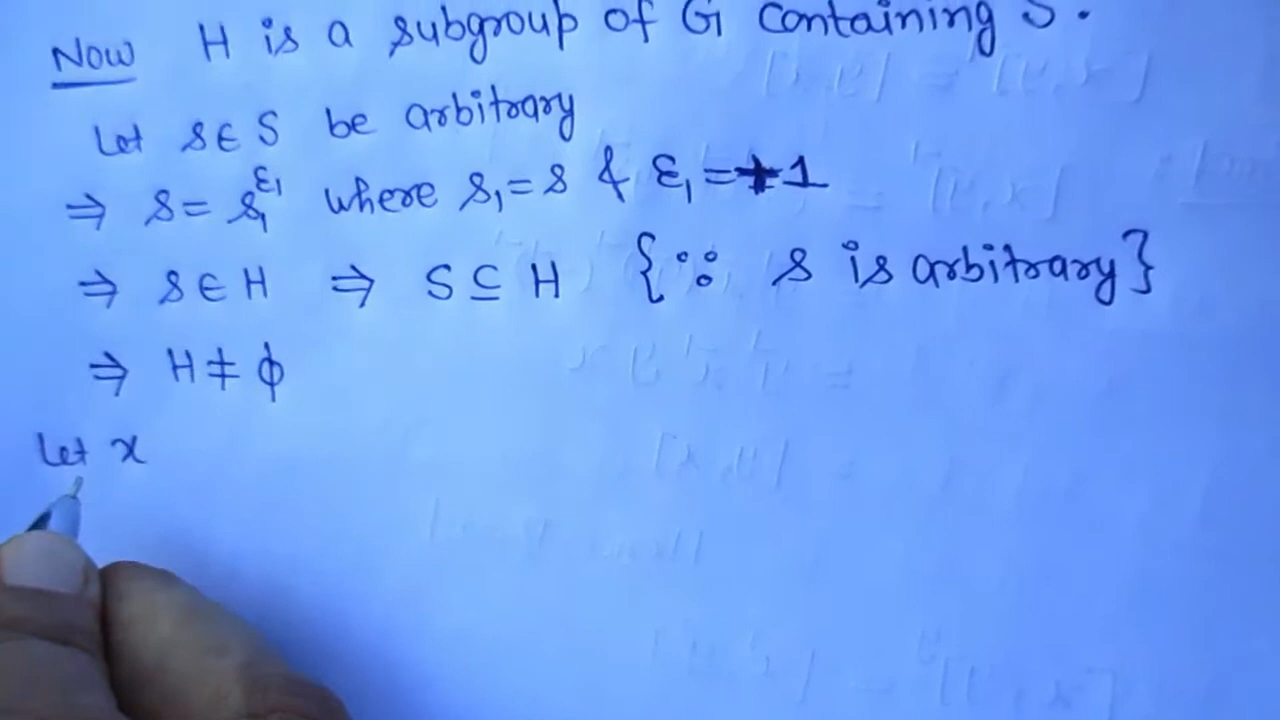 Now H is a subgroup of G containing S.
Let s∈S be arbitrary
⇒ s = s₁^ε₁ where s₁ = s & ε₁ = +1
⇒ s∈H ⇒ S⊆H {∵ s is arbitrary}
⇒ H ≠ ϕ
Let x